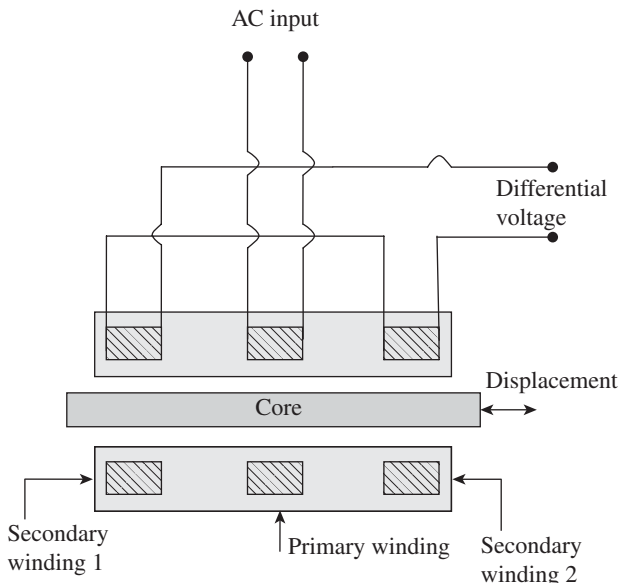 AC input
Differential
voltage
Displacement
Core
Secondary
winding 1
Primary winding
Secondary
winding 2